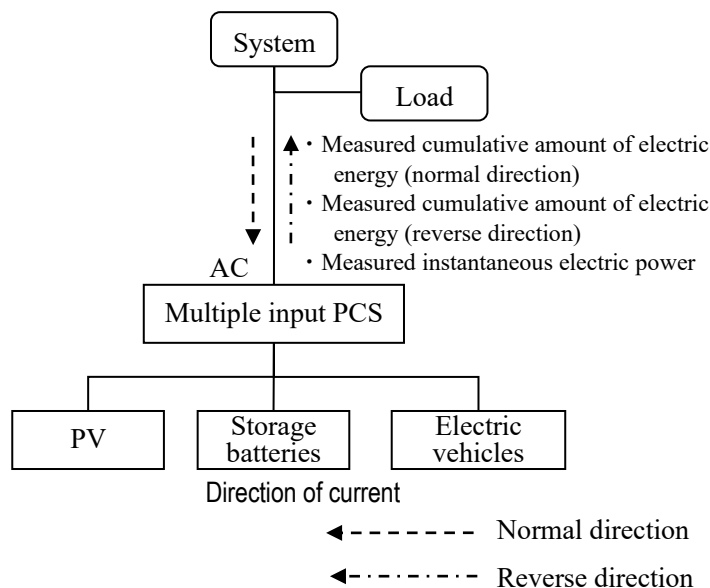 System
Load
・Measured cumulative amount of electric
energy (normal direction)
・Measured cumulative amount of electric
energy (reverse direction)
・Measured instantaneous electric power
AC
Multiple input PCS
PV
Storage
batteries
Electric
vehicles
Direction of current
Normal direction
Reverse direction